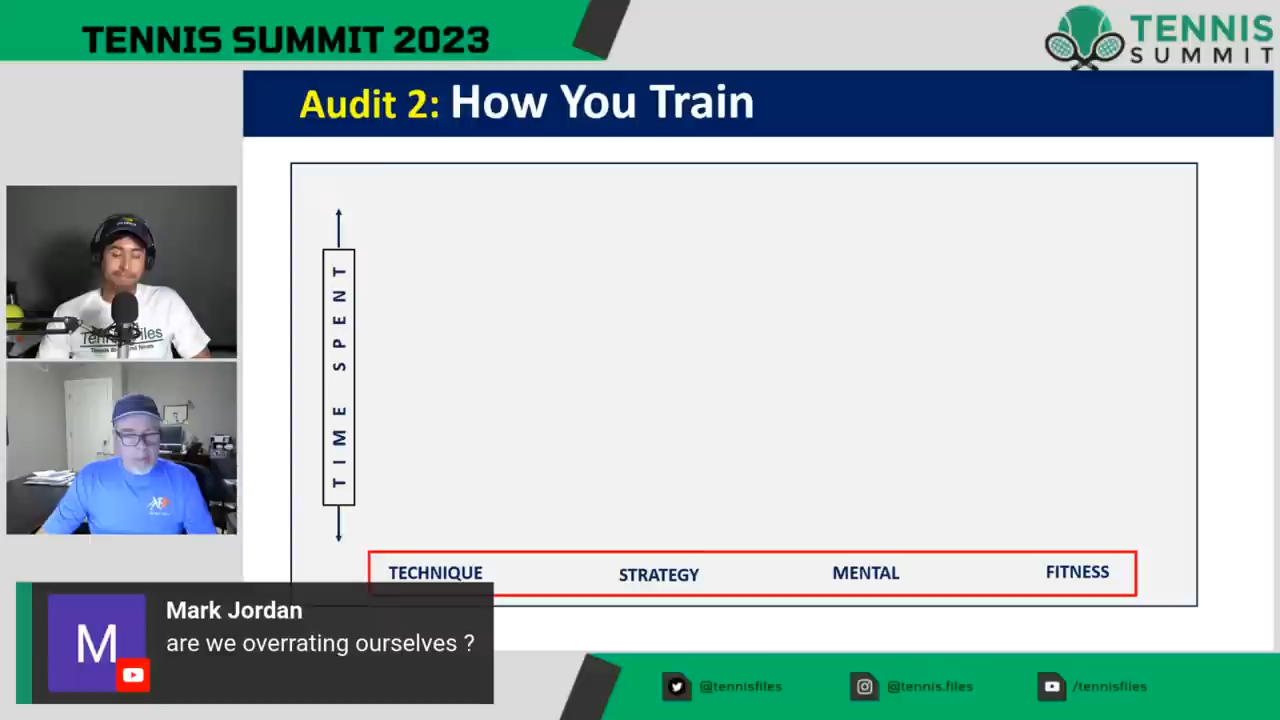 TENNIS SUMMIT 2023
TENNIS
SUMMIT
Audit 2: How You Train
TIME SPENT
TECHNIQUE
STRATEGY
MENTAL
FITNESS
M
Mark Jordan
are we overrating ourselves ?
@tennisfiles
@tennis.files
/tennisfiles